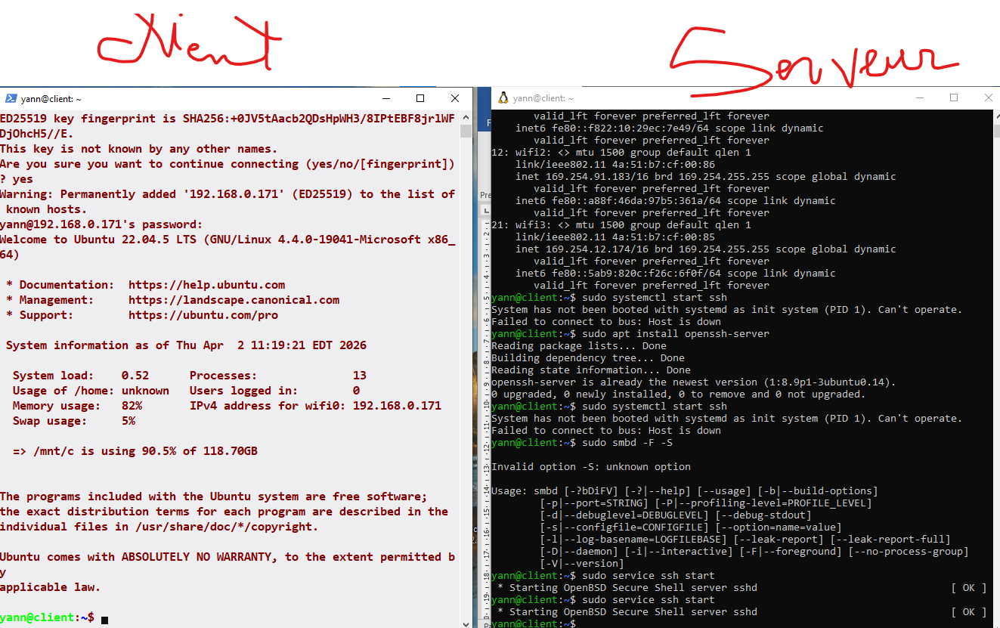 Client
Serveur
yann@client: ~
ED25519 key fingerprint is SHA256:+0JV5tAacb2QDsHpWH3/8IPtEBF8jrlWF
DjOhcH5//E.
This key is not known by any other names.
Are you sure you want to continue connecting (yes/no/[fingerprint])
? yes
Warning: Permanently added '192.168.0.171' (ED25519) to the list of
 known hosts.
yann@192.168.0.171's password:
Welcome to Ubuntu 22.04.5 LTS (GNU/Linux 4.4.0-19041-Microsoft x86_
64)
 * Documentation:  https://help.ubuntu.com
 * Management:     https://landscape.canonical.com
 * Support:        https://ubuntu.com/pro
 System information as of Thu Apr  2 11:19:21 EDT 2026
  System load:    0.52      Processes:             13
  Usage of /home: unknown   Users logged in:       0
  Memory usage:   82%       IPv4 address for wifi0: 192.168.0.171
  Swap usage:     5%
  => /mnt/c is using 90.5% of 118.70GB
The programs included with the Ubuntu system are free software;
the exact distribution terms for each program are described in the
individual files in /usr/share/doc/*/copyright.
Ubuntu comes with ABSOLUTELY NO WARRANTY, to the extent permitted b
y
applicable law.
yann@client:~$
yann@client: ~
valid_lft forever preferred_lft forever
inet6 fe80::f822:10:29ec:7e49/64 scope link dynamic
valid_lft forever preferred_lft forever
12: wifi2: <> mtu 1500 group default qlen 1
link/ieee802.11 4a:51:b7:cf:00:86
inet 169.254.91.183/16 brd 169.254.255.255 scope global dynamic
valid_lft forever preferred_lft forever
inet6 fe80::a88f:46da:97b5:361a/64 scope link dynamic
valid_lft forever preferred_lft forever
21: wifi3: <> mtu 1500 group default qlen 1
link/ieee802.11 4a:51:b7:cf:00:85
inet 169.254.12.174/16 brd 169.254.255.255 scope global dynamic
valid_lft forever preferred_lft forever
inet6 fe80::5ab9:820c:f26c:6f0f/64 scope link dynamic
valid_lft forever preferred_lft forever
yann@client:~$ sudo systemctl start ssh
System has not been booted with systemd as init system (PID 1). Can't operate.
Failed to connect to bus: Host is down
yann@client:~$ sudo apt install openssh-server
Reading package lists... Done
Building dependency tree... Done
Reading state information... Done
openssh-server is already the newest version (1:8.9p1-3ubuntu0.14).
0 upgraded, 0 newly installed, 0 to remove and 0 not upgraded.
yann@client:~$ sudo systemctl start ssh
System has not been booted with systemd as init system (PID 1). Can't operate.
Failed to connect to bus: Host is down
yann@client:~$ sudo smbd -F -S
Invalid option -S: unknown option
Usage: smbd [-?bDiFV] [-?|--help] [--usage] [-b|--build-options]
[-p|--port=STRING] [-P|--profiling-level=PROFILE_LEVEL]
[-d|--debuglevel=DEBUGLEVEL] [--debug-stdout]
[-s|--configfile=CONFIGFILE] [--option=name=value]
[-l|--log-basename=LOGFILEBASE] [--leak-report] [--leak-report-full]
[-D|--daemon] [-i|--interactive] [-F|--foreground] [--no-process-group]
[-V|--version]
yann@client:~$ sudo service ssh start
 * Starting OpenBSD Secure Shell server sshd [ OK ]
yann@client:~$ sudo service ssh start
 * Starting OpenBSD Secure Shell server sshd [ OK ]
yann@client:~$